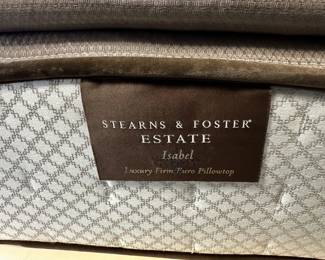 STEARNS & FOSTER®
ESTATE
Isabel
Luxury Firm Euro Pillowtop